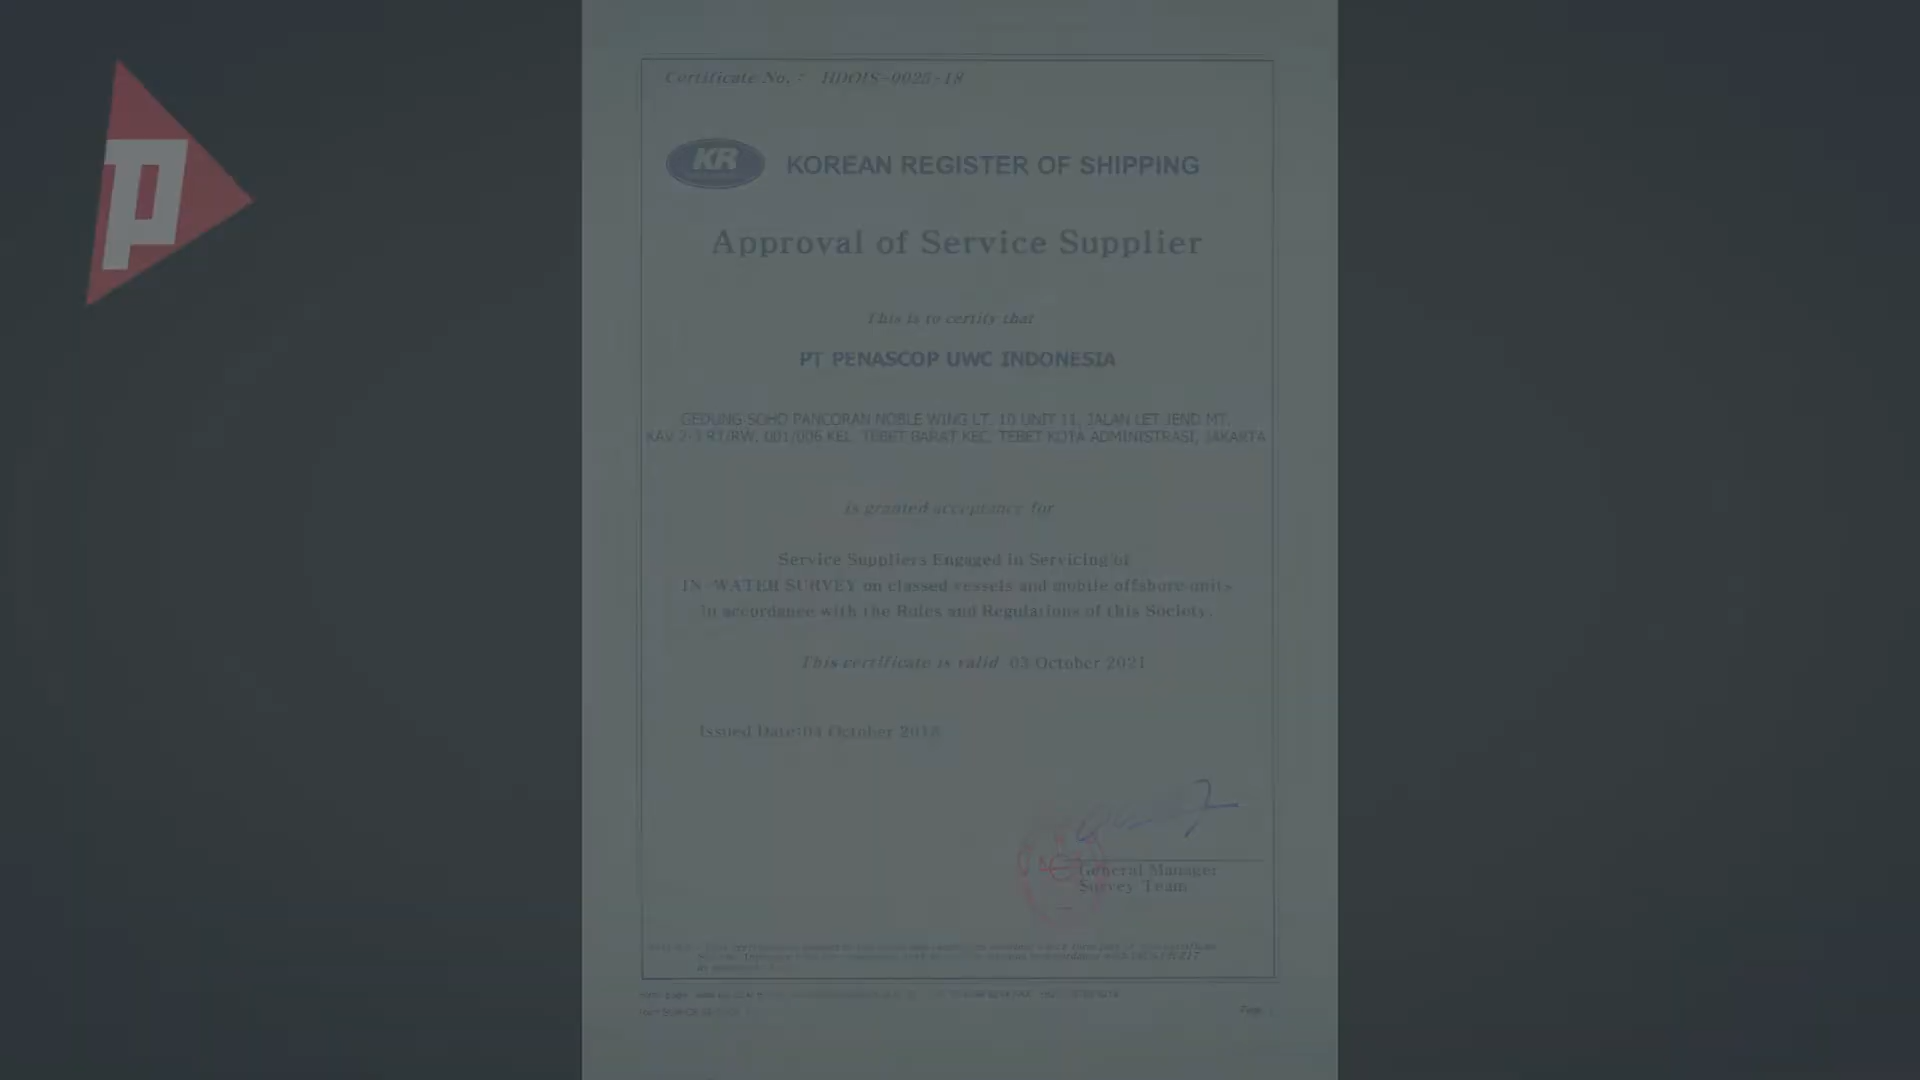 P
Certificate No. :
KR
KOREAN REGISTER OF SHIPPING
Approval of Service Supplier
This is to certify that
PT PENASCOP UWC INDONESIA
GEDUNG SOHO PANCORAN NOBLE WING LT. 10 UNIT 11, JALAN LET JEND MT.
KAV 2-3 RT/RW. 001/006 KEL. TEBET BARAT KEC. TEBET KOTA ADMINISTRASI, JAKARTA
is granted acceptance for
Service Suppliers Engaged in Servicing of
IN-WATER SURVEY on classed vessels and mobile offshore units
in accordance with the Rules and Regulations of this Society.
This certificate is valid 03 October 2021
Issued Date:04 October 2018
General Manager
Survey Team